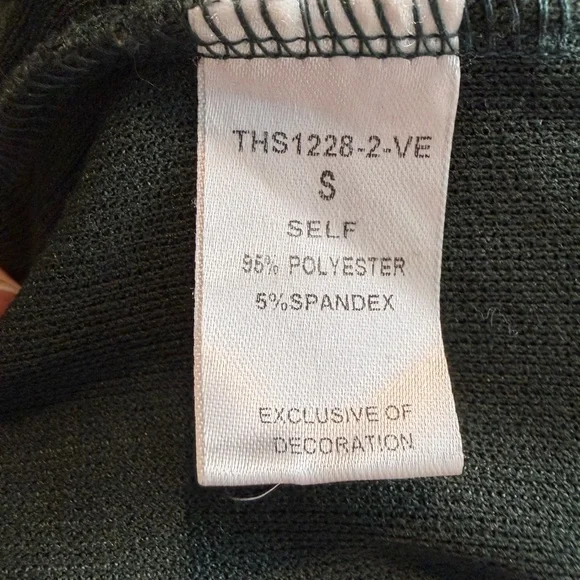 THS1228-2-VE
S
SELF
95% POLYESTER
5%SPANDEX
EXCLUSIVE OF
DECORATION